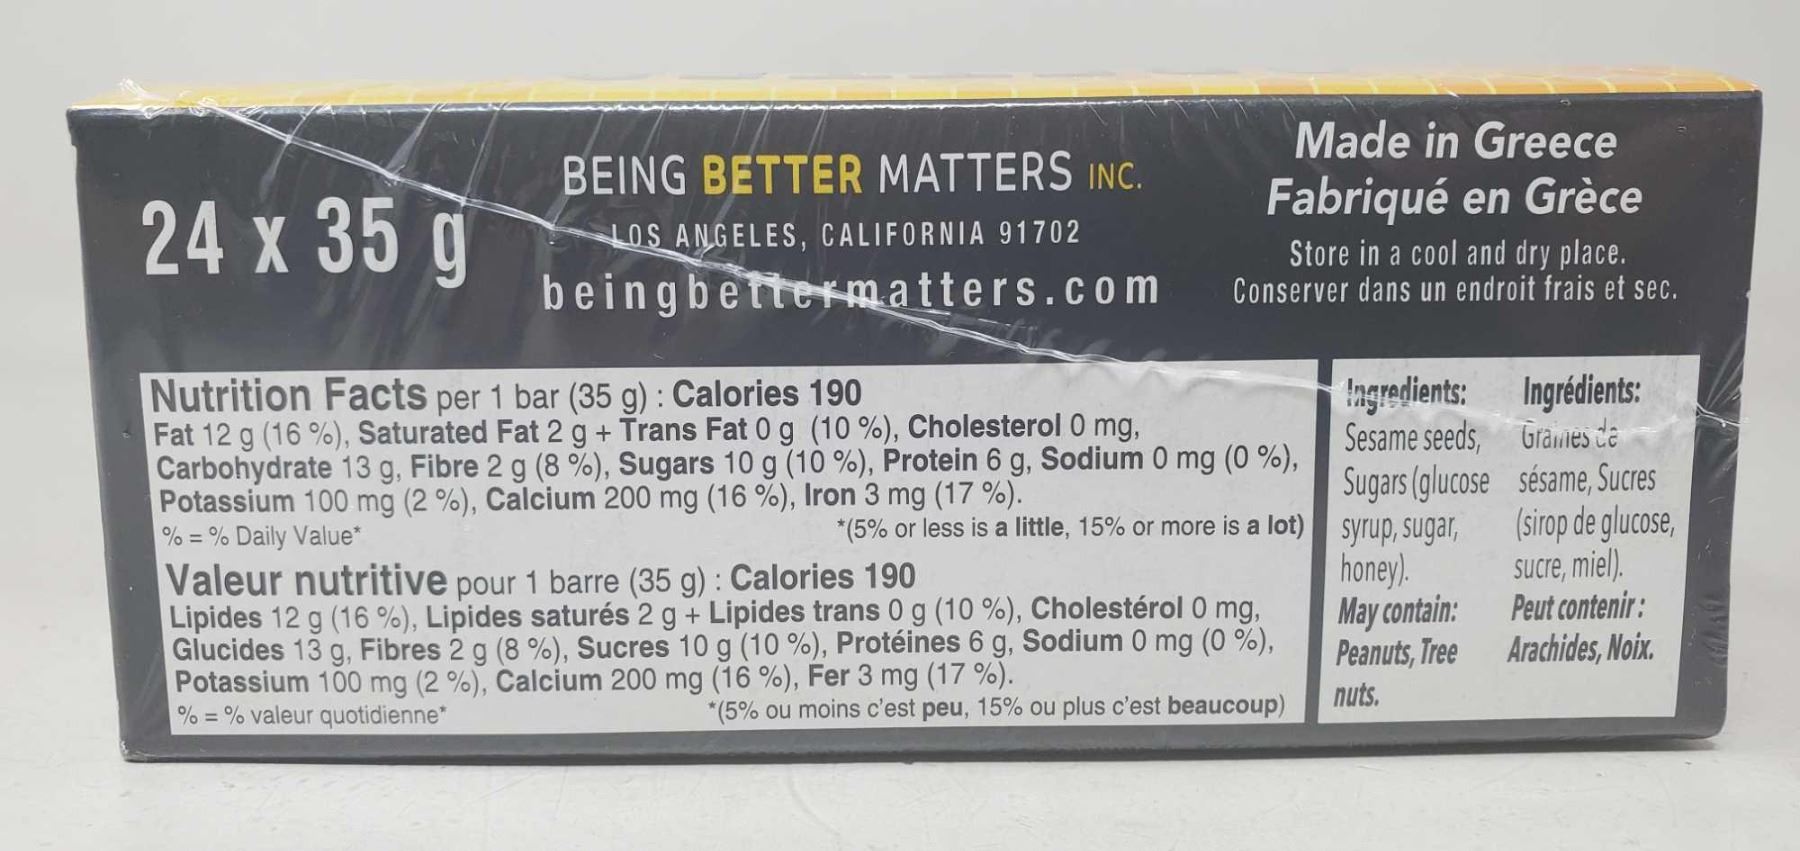 24 x 35 g
BEING BETTER MATTERS INC.
LOS ANGELES, CALIFORNIA 91702
beingbettermatters.com
Made in Greece
Fabriqué en Grèce
Store in a cool and dry place.
Conserver dans un endroit frais et sec.
Nutrition Facts per 1 bar (35 g) : Calories 190
Fat 12 g (16 %), Saturated Fat 2 g + Trans Fat 0 g (10 %), Cholesterol 0 mg,
Carbohydrate 13 g, Fibre 2 g (8 %), Sugars 10 g (10 %), Protein 6 g, Sodium 0 mg (0 %),
Potassium 100 mg (2 %), Calcium 200 mg (16 %), Iron 3 mg (17 %).
% = % Daily Value* *(5% or less is a little, 15% or more is a lot)
Valeur nutritive pour 1 barre (35 g) : Calories 190
Lipides 12 g (16 %), Lipides saturés 2 g + Lipides trans 0 g (10 %), Cholestérol 0 mg,
Glucides 13 g, Fibres 2 g (8 %), Sucres 10 g (10 %), Protéines 6 g, Sodium 0 mg (0 %),
Potassium 100 mg (2 %), Calcium 200 mg (16 %), Fer 3 mg (17 %).
% = % valeur quotidienne* *(5% ou moins c'est peu, 15% ou plus c'est beaucoup)
Ingredients:
Sesame seeds,
Sugars (glucose
syrup, sugar,
honey).
May contain:
Peanuts, Tree
nuts.
Ingrédients:
Graines de
sésame, Sucres
(sirop de glucose,
sucre, miel).
Peut contenir :
Arachides, Noix.